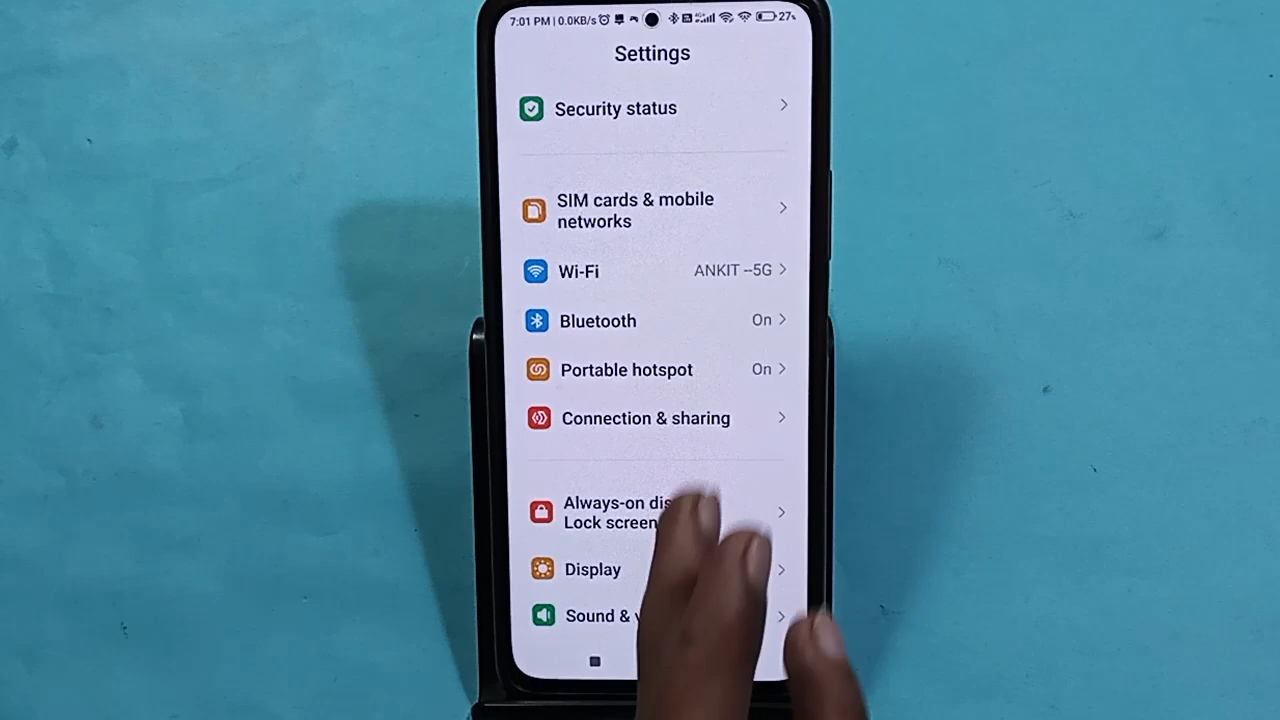 7:01 PM | 0.0KB/s 27%
Settings
Security status
SIM cards & mobile
networks
Wi-Fi ANKIT --5G
Bluetooth On
Portable hotspot On
Connection & sharing
Always-on
Lock screen
Display
Sound &